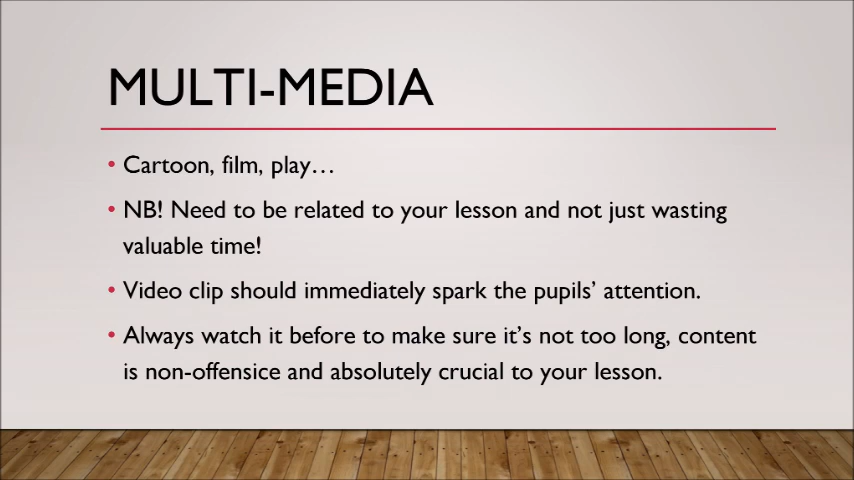 MULTI-MEDIA
• Cartoon, film, play…
• NB! Need to be related to your lesson and not just wasting
valuable time!
• Video clip should immediately spark the pupils’ attention.
• Always watch it before to make sure it’s not too long, content
is non-offensice and absolutely crucial to your lesson.